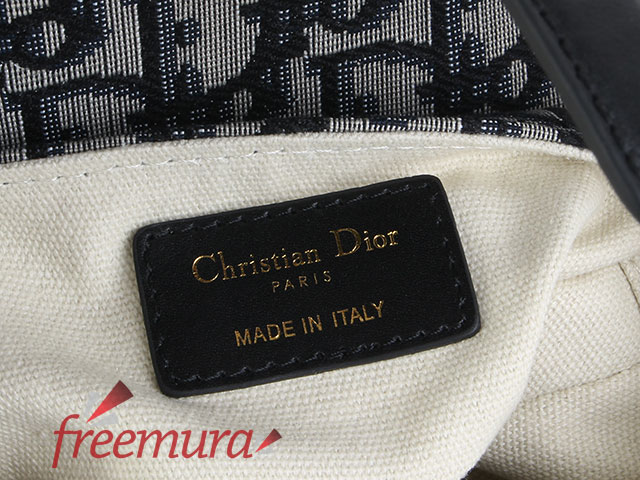 Christian Dior
PARIS
MADE IN ITALY
freemura